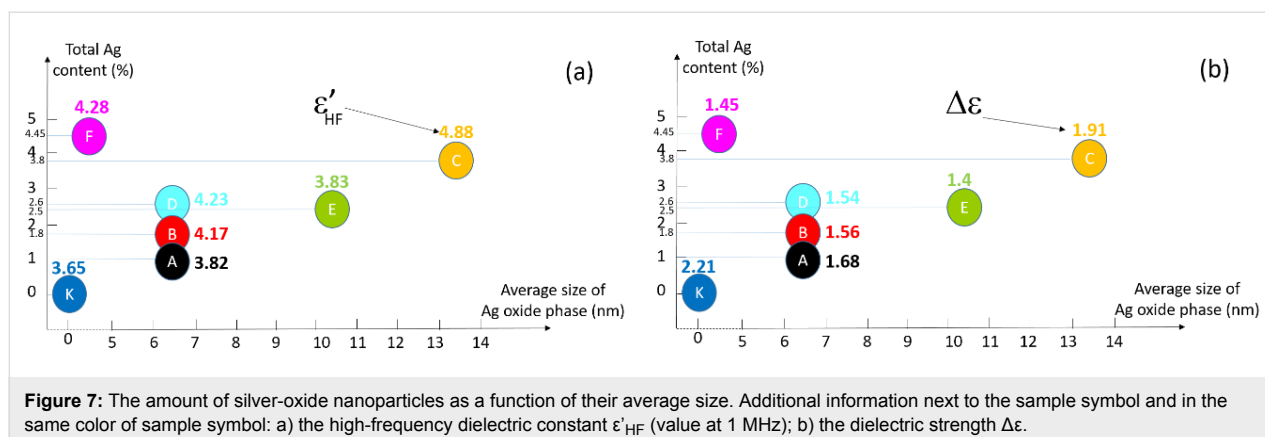 Total Ag
content (%)
(a)
ε′HF
4.28
F
4.88
C
3.83
E
D 4.23
B 4.17
A 3.82
3.65
K
5
4.45
4
3.8
3
2.6
2.5
2
1.8
1
0
Average size of
Ag oxide phase (nm)
0 5 6 7 8 9 10 11 12 13 14
Total Ag
content (%)
(b)
Δε
1.45
F
1.91
C
1.4
E
D 1.54
B 1.56
A 1.68
2.21
K
5
4.45
4
3.8
3
2.6
2.5
2
1.8
1
0
Average size of
Ag oxide phase (nm)
0 5 6 7 8 9 10 11 12 13 14
Figure 7: The amount of silver-oxide nanoparticles as a function of their average size. Additional information next to the sample symbol and in the
same color of sample symbol: a) the high-frequency dielectric constant ε′HF (value at 1 MHz); b) the dielectric strength Δε.